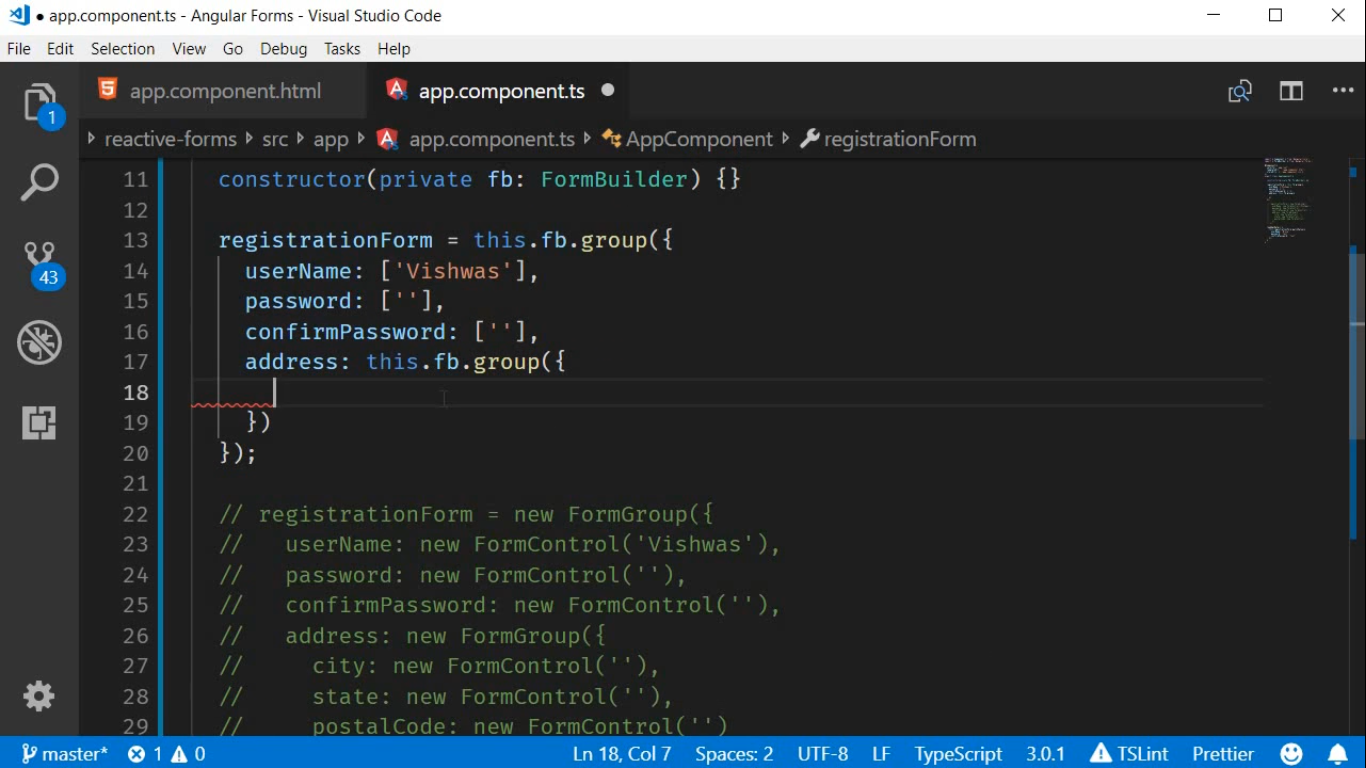 app.component.ts - Angular Forms - Visual Studio Code
File Edit Selection View Go Debug Tasks Help
app.component.html app.component.ts
reactive-forms src app app.component.ts AppComponent registrationForm
11 constructor(private fb: FormBuilder) {}
12
13 registrationForm = this.fb.group({
14 userName: ['Vishwas'],
15 password: [''],
16 confirmPassword: [''],
17 address: this.fb.group({
18
19 })
20 });
21
22 // registrationForm = new FormGroup({
23 // userName: new FormControl('Vishwas'),
24 // password: new FormControl(''),
25 // confirmPassword: new FormControl(''),
26 // address: new FormGroup({
27 // city: new FormControl(''),
28 // state: new FormControl(''),
29 // postalCode: new FormControl('')
1
43
master* 1 0 Ln 18, Col 7 Spaces: 2 UTF-8 LF TypeScript 3.0.1 TSLint Prettier